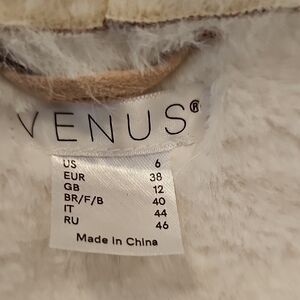 VENUS®
US 6
EUR 38
GB 12
BR/F/B 40
IT 44
RU 46
Made in China